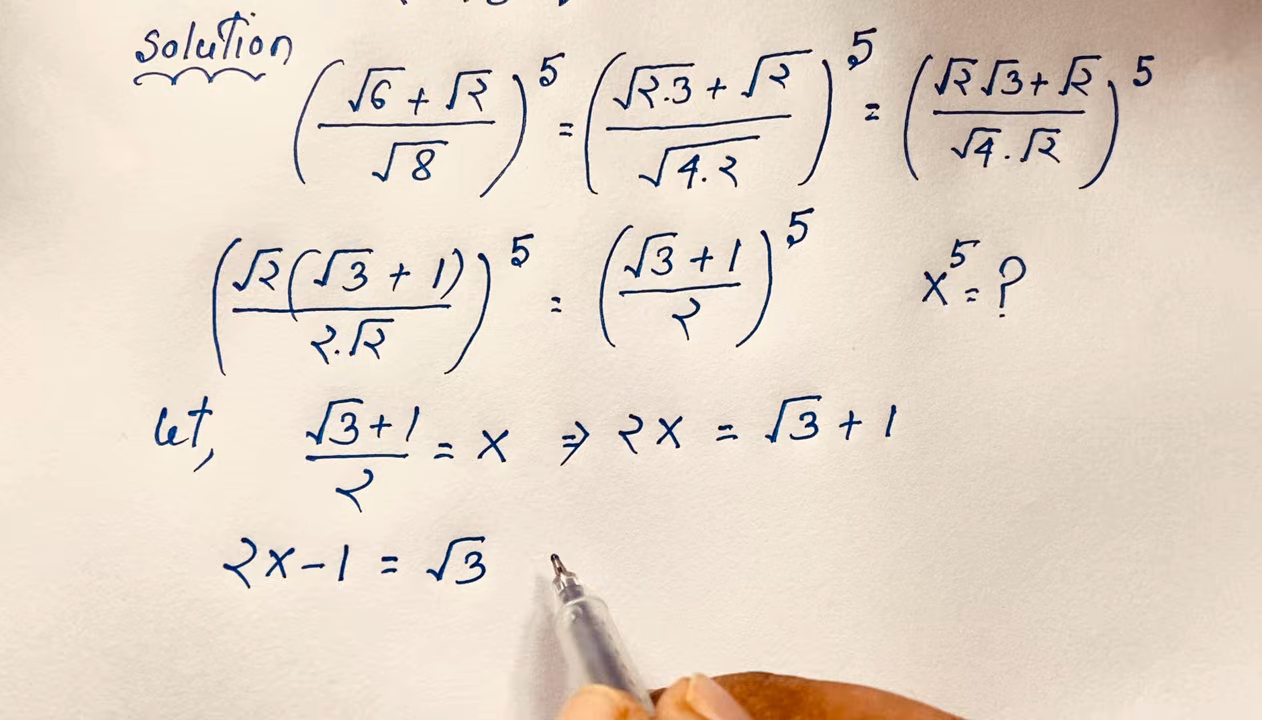 Solution
((√6 + √2)/√8)^5 = ((√2.3 + √2)/√4.2)^5 = ((√2 √3 + √2)/(√4 . √2))^5
((√2(√3 + 1))/(2.√2))^5 = ((√3 + 1)/2)^5 x^5 = ?
let, (√3 + 1)/2 = x ⇒ 2x = √3 + 1
2x - 1 = √3